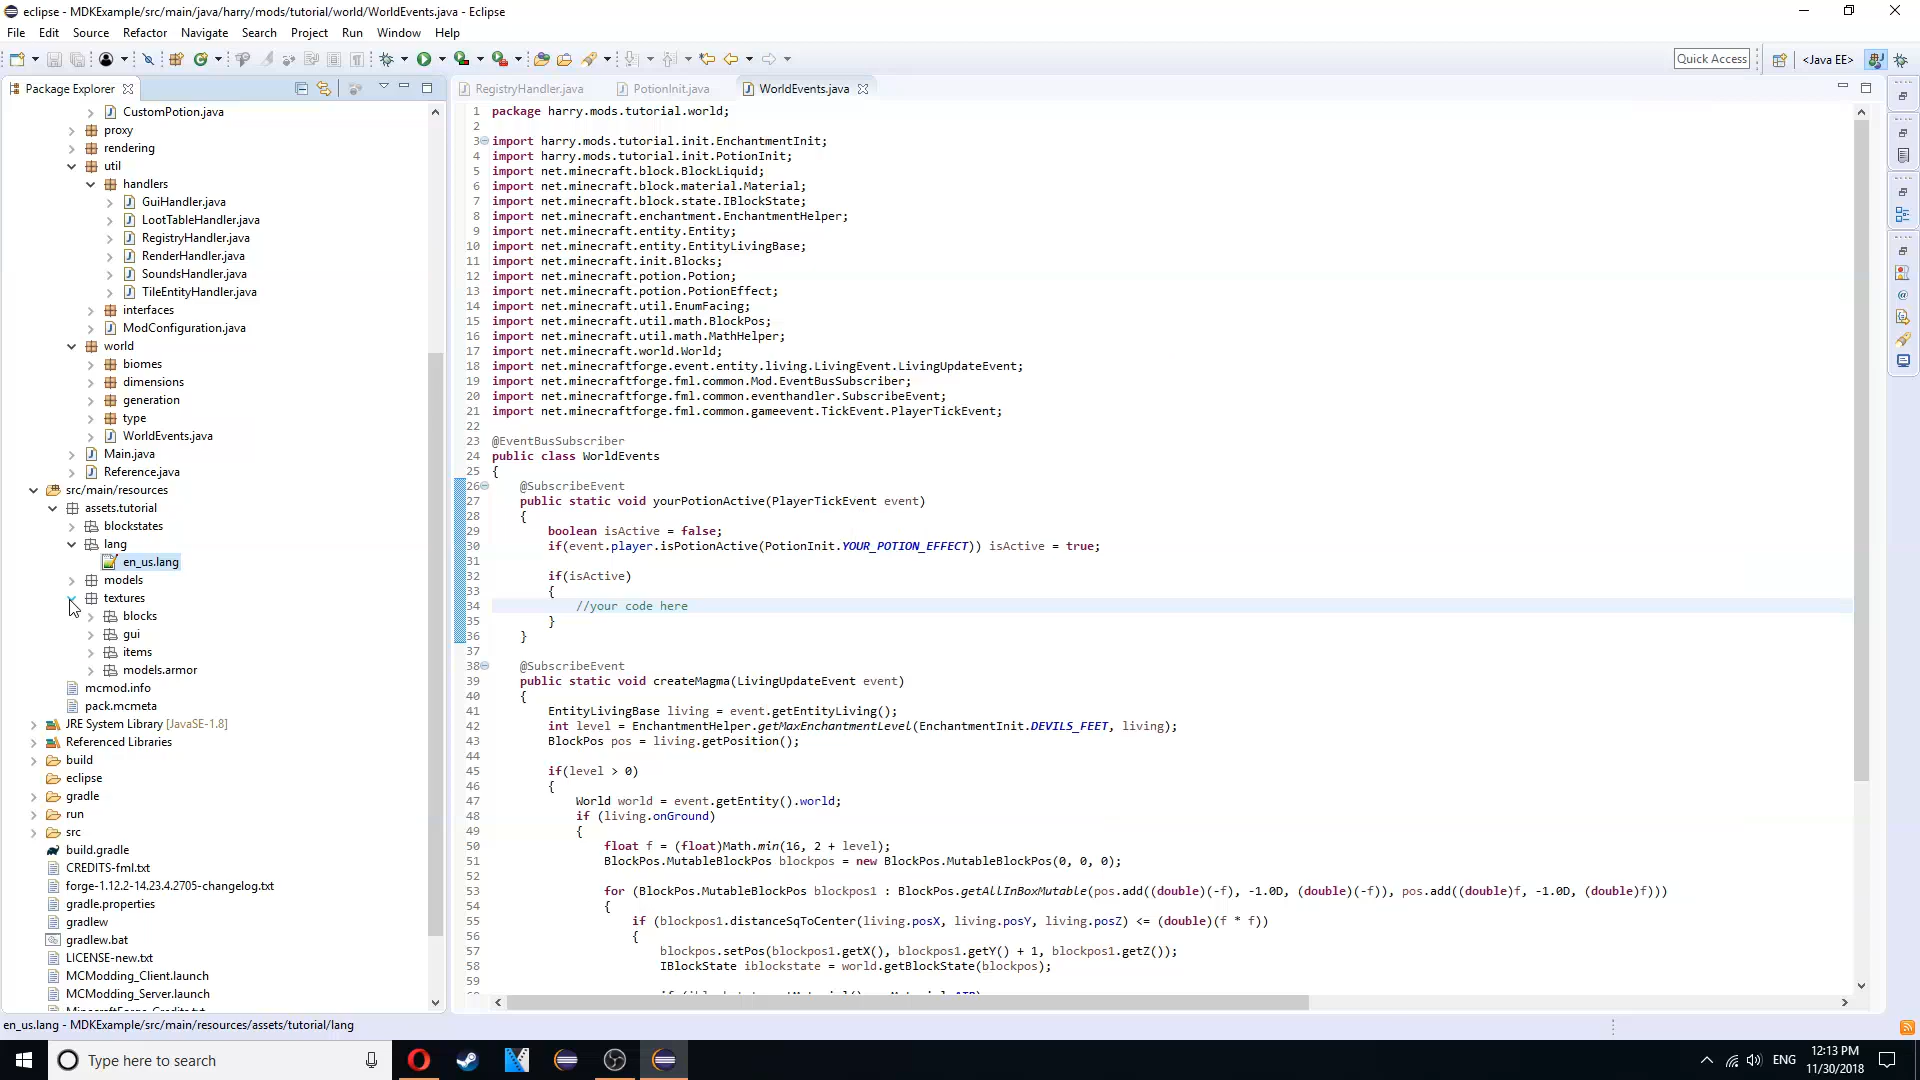 eclipse - MDKExample/src/main/java/harry/mods/tutorial/world/WorldEvents.java - Eclipse
File Edit Source Refactor Navigate Search Project Run Window Help
Quick Access
<Java EE>
Package Explorer
RegistryHandler.java
PotionInit.java
WorldEvents.java
CustomPotion.java
proxy
rendering
util
handlers
GuiHandler.java
LootTableHandler.java
RegistryHandler.java
RenderHandler.java
SoundsHandler.java
TileEntityHandler.java
interfaces
ModConfiguration.java
world
biomes
dimensions
generation
type
WorldEvents.java
Main.java
Reference.java
src/main/resources
assets.tutorial
blockstates
lang
en_us.lang
models
textures
blocks
gui
items
models.armor
mcmod.info
pack.mcmeta
JRE System Library [JavaSE-1.8]
Referenced Libraries
build
eclipse
gradle
run
src
build.gradle
CREDITS-fml.txt
forge-1.12.2-14.23.4.2705-changelog.txt
gradle.properties
gradlew
gradlew.bat
LICENSE-new.txt
MCModding_Client.launch
MCModding_Server.launch
1 package harry.mods.tutorial.world;
2
3 import harry.mods.tutorial.init.EnchantmentInit;
4 import harry.mods.tutorial.init.PotionInit;
5 import net.minecraft.block.BlockLiquid;
6 import net.minecraft.block.material.Material;
7 import net.minecraft.block.state.IBlockState;
8 import net.minecraft.enchantment.EnchantmentHelper;
9 import net.minecraft.entity.Entity;
10 import net.minecraft.entity.EntityLivingBase;
11 import net.minecraft.init.Blocks;
12 import net.minecraft.potion.Potion;
13 import net.minecraft.potion.PotionEffect;
14 import net.minecraft.util.EnumFacing;
15 import net.minecraft.util.math.BlockPos;
16 import net.minecraft.util.math.MathHelper;
17 import net.minecraft.world.World;
18 import net.minecraftforge.event.entity.living.LivingEvent.LivingUpdateEvent;
19 import net.minecraftforge.fml.common.Mod.EventBusSubscriber;
20 import net.minecraftforge.fml.common.eventhandler.SubscribeEvent;
21 import net.minecraftforge.fml.common.gameevent.TickEvent.PlayerTickEvent;
22
23 @EventBusSubscriber
24 public class WorldEvents
25 {
26 @SubscribeEvent
27 public static void yourPotionActive(PlayerTickEvent event)
28 {
29 boolean isActive = false;
30 if(event.player.isPotionActive(PotionInit.YOUR_POTION_EFFECT)) isActive = true;
31
32 if(isActive)
33 {
34 //your code here
35 }
36 }
37
38 @SubscribeEvent
39 public static void createMagma(LivingUpdateEvent event)
40 {
41 EntityLivingBase living = event.getEntityLiving();
42 int level = EnchantmentHelper.getMaxEnchantmentLevel(EnchantmentInit.DEVILS_FEET, living);
43 BlockPos pos = living.getPosition();
44
45 if(level > 0)
46 {
47 World world = event.getEntity().world;
48 if (living.onGround)
49 {
50 float f = (float)Math.min(16, 2 + level);
51 BlockPos.MutableBlockPos blockpos = new BlockPos.MutableBlockPos(0, 0, 0);
52
53 for (BlockPos.MutableBlockPos blockpos1 : BlockPos.getAllInBoxMutable(pos.add((double)(-f), -1.0D, (double)(-f)), pos.add((double)f, -1.0D, (double)f)))
54 {
55 if (blockpos1.distanceSqToCenter(living.posX, living.posY, living.posZ) <= (double)(f * f))
56 {
57 blockpos.setPos(blockpos1.getX(), blockpos1.getY() + 1, blockpos1.getZ());
58 IBlockState iblockstate = world.getBlockState(blockpos);
59
en_us.lang - MDKExample/src/main/resources/assets/tutorial/lang
Type here to search
ENG
12:13 PM
11/30/2018